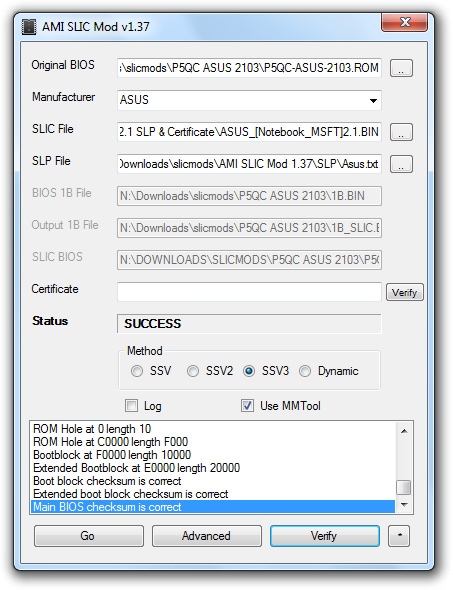 AMI SLIC Mod v1.37
Original BIOS s\slicmods\P5QC ASUS 2103\P5QC-ASUS-2103.ROM ..
Manufacturer ASUS
SLIC File 2.1 SLP & Certificate\ASUS_[Notebook_MSFT]2.1.BIN ..
SLP File Downloads\slicmods\AMI SLIC Mod 1.37\SLP\Asus.txt ..
BIOS 1B File N:\Downloads\slicmods\P5QC ASUS 2103\1B.BIN
Output 1B File N:\Downloads\slicmods\P5QC ASUS 2103\1B_SLIC.B
SLIC BIOS N:\DOWNLOADS\SLICMODS\P5QC ASUS 2103\P5Q
Certificate Verify
Status SUCCESS
Method
SSV SSV2 SSV3 Dynamic
Log Use MMTool
ROM Hole at 0 length 10
ROM Hole at C0000 length F000
Bootblock at F0000 length 10000
Extended Bootblock at E0000 length 20000
Boot block checksum is correct
Extended boot block checksum is correct
Main BIOS checksum is correct
Go Advanced Verify *